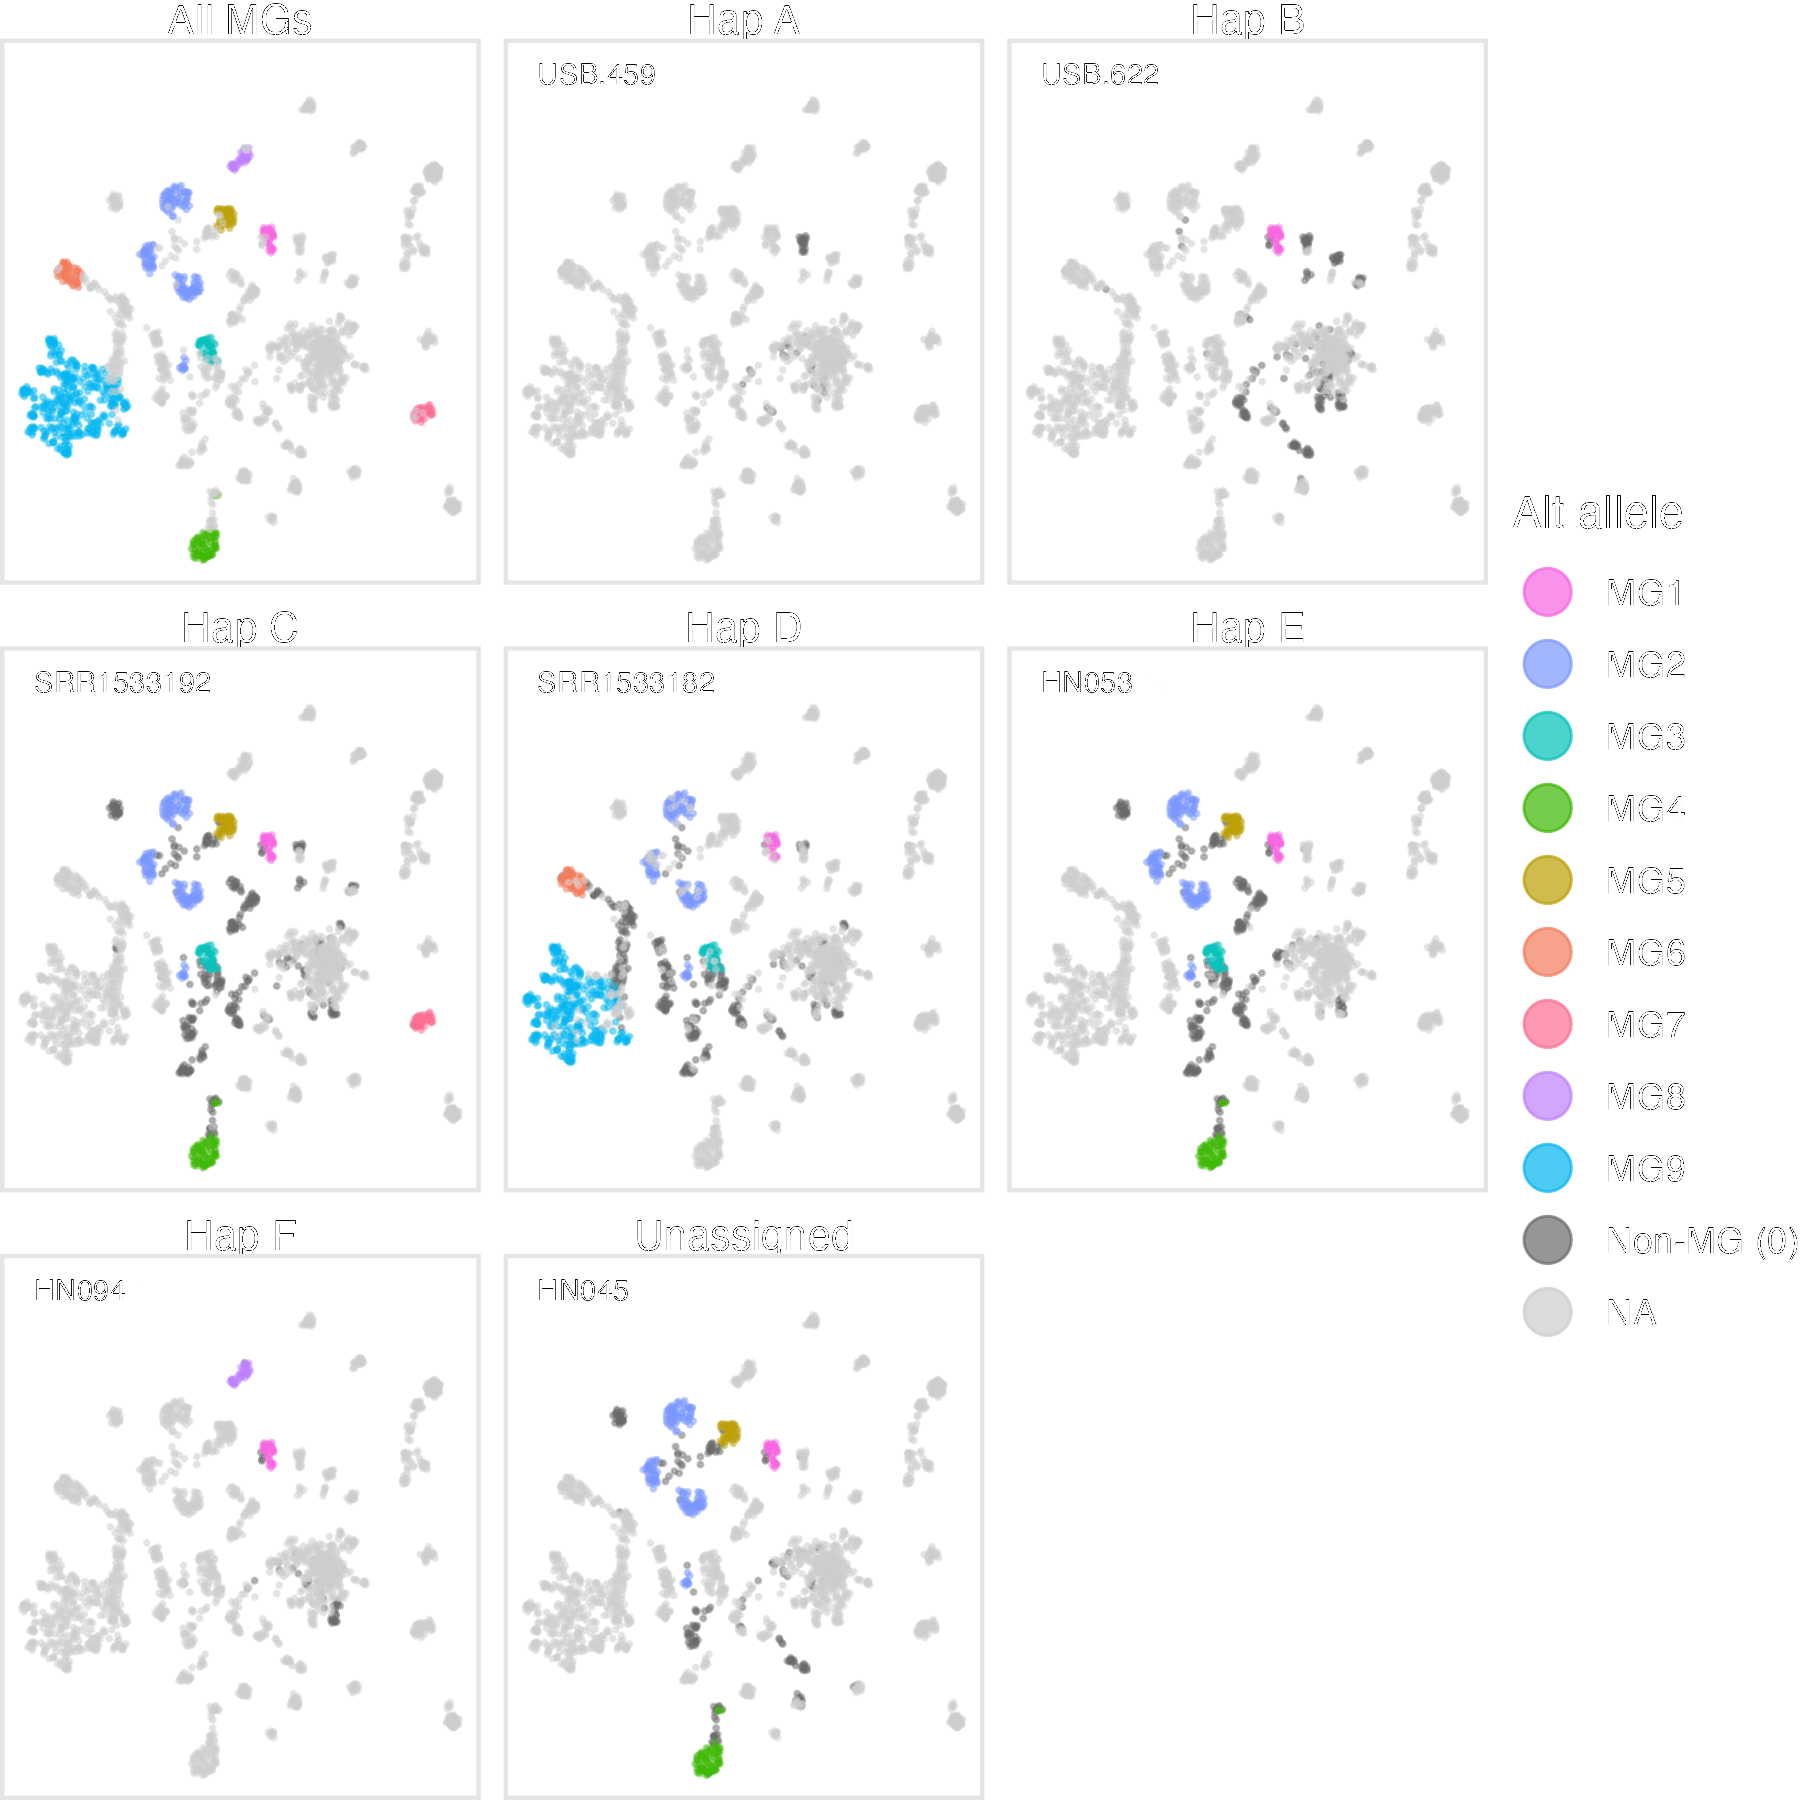 All MGs
Hap A
Hap B
USB.459
USB.622
Hap C
Hap D
Hap E
SRR1533192
SRR1533182
HN053
Hap F
Unassigned
HN094
HN045
Alt allele
MG1
MG2
MG3
MG4
MG5
MG6
MG7
MG8
MG9
Non-MG (0)
NA